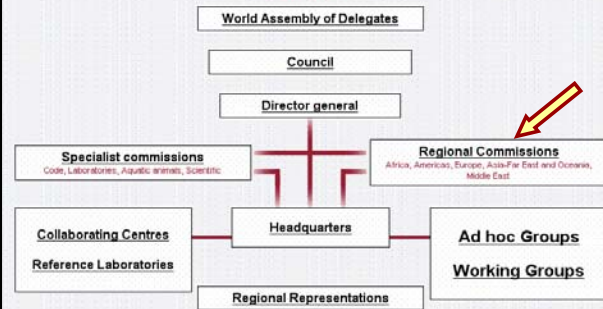 World Assembly of Delegates
Council
Director general
Specialist commissions
Code, Laboratories, Aquatic animals, Scientific
Regional Commissions
Africa, Americas, Europe, Asia-Far East and Oceania,
Middle East
Collaborating Centres
Reference Laboratories
Headquarters
Ad hoc Groups
Working Groups
Regional Representations